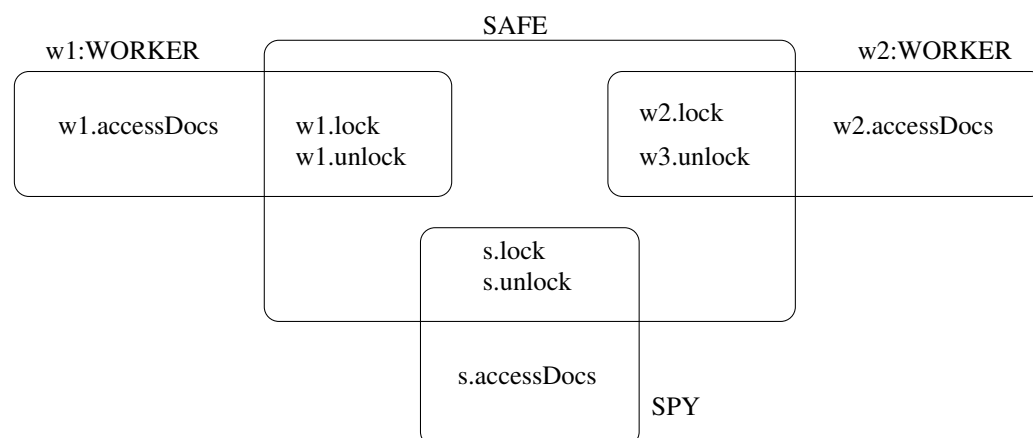 SAFE
w1:WORKER
w2:WORKER
w1.accessDocs
w1.lock
w1.unlock
w2.lock
w3.unlock
w2.accessDocs
s.lock
s.unlock
s.accessDocs
SPY